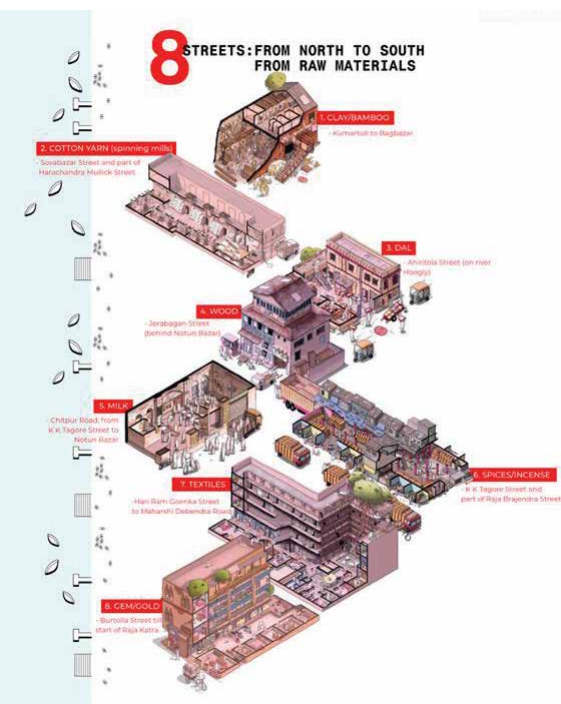 8 STREETS: FROM NORTH TO SOUTH
FROM RAW MATERIALS
1. CLAY/BAMBOO
- Kumartuli to Bagbazar
2. COTTON YARN (spinning mills)
- Sovabazar Street and part of
Harachandra Mullick Street
3. DAL
- Ahiritola Street (on river
Hoogly)
4. WOOD
- Jorabagan Street
(behind Notun Bazar)
5. MILK
- Chitpur Road, from
K K Tagore Street to
Notun Bazar
6. SPICES/INCENSE
- K K Tagore Street and
part of Raja Brajendra Street
7. TEXTILES
-Hari Ram Goenka Street
to Maharshi Debendra Road
8. GEM/GOLD
- Burtolla Street till
start of Raja Katra